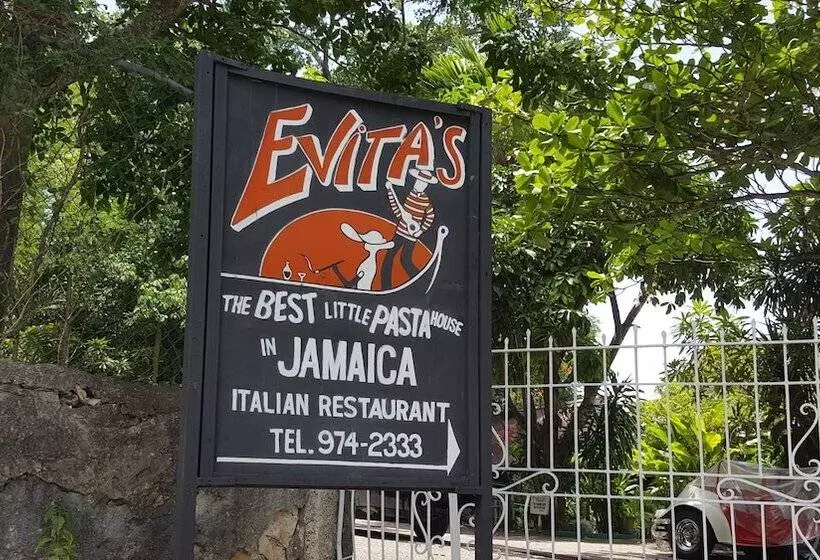 EVITA'S
THE BEST LITTLE PASTA HOUSE
IN JAMAICA
ITALIAN RESTAURANT
TEL. 974-2333